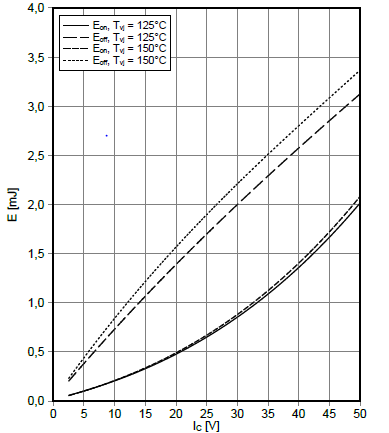 4,0
3,5
3,0
2,5
2,0
1,5
1,0
0,5
0,0
E [mJ]
Eon, Tvj = 125°C
Eoff, Tvj = 125°C
Eon, Tvj = 150°C
Eoff, Tvj = 150°C
0 5 10 15 20 25 30 35 40 45 50
IC [V]